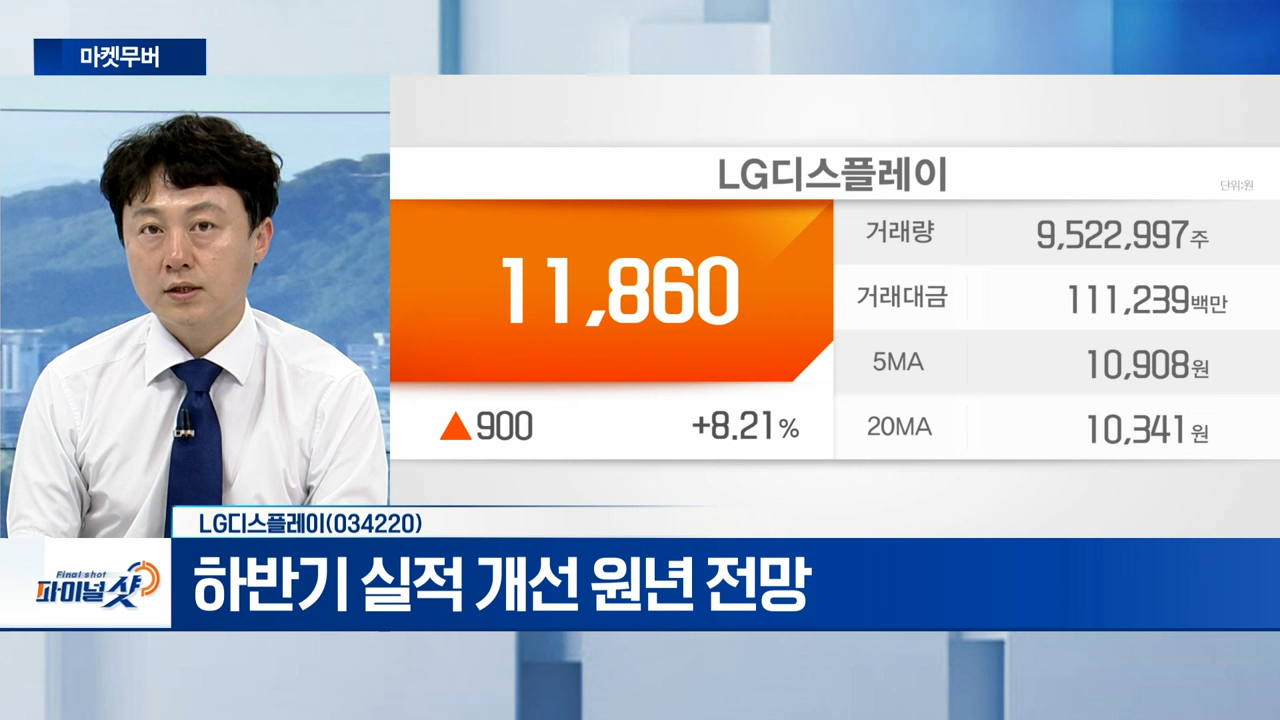 마켓무버
LG디스플레이
단위:원
11,860
▲900 +8.21%
거래량 9,522,997주
거래대금 111,239백만
5MA 10,908원
20MA 10,341원
LG디스플레이(034220)
Final shot
파이널샷
하반기 실적 개선 원년 전망